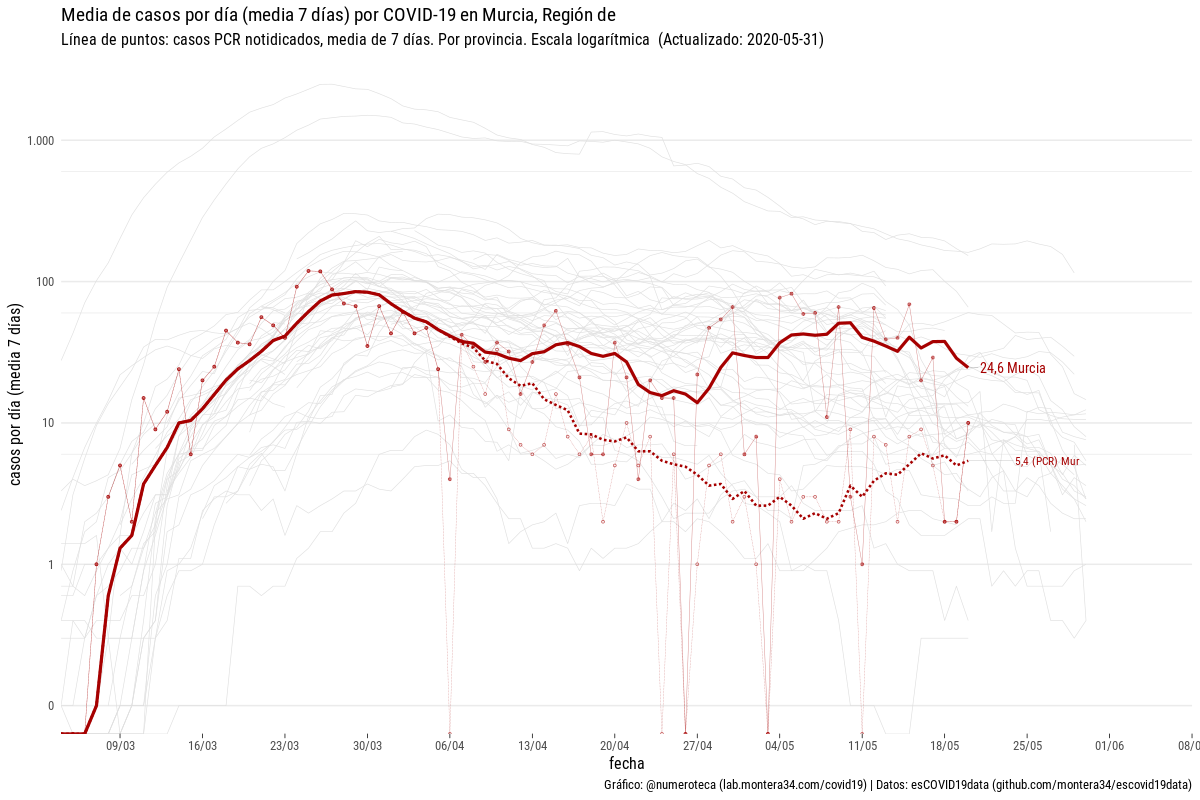 Media de casos por día (media 7 días) por COVID-19 en Murcia, Región de
Línea de puntos: casos PCR notidicados, media de 7 días. Por provincia. Escala logarítmica (Actualizado: 2020-05-31)
casos por día (media 7 días)
1.000
100
10
1
0
24,6 Murcia
5,4 (PCR) Mur
09/03
16/03
23/03
30/03
06/04
13/04
20/04
27/04
04/05
11/05
18/05
25/05
01/06
08/0
fecha
Gráfico: @numeroteca (lab.montera34.com/covid19) | Datos: esCOVID19data (github.com/montera34/escovid19data)